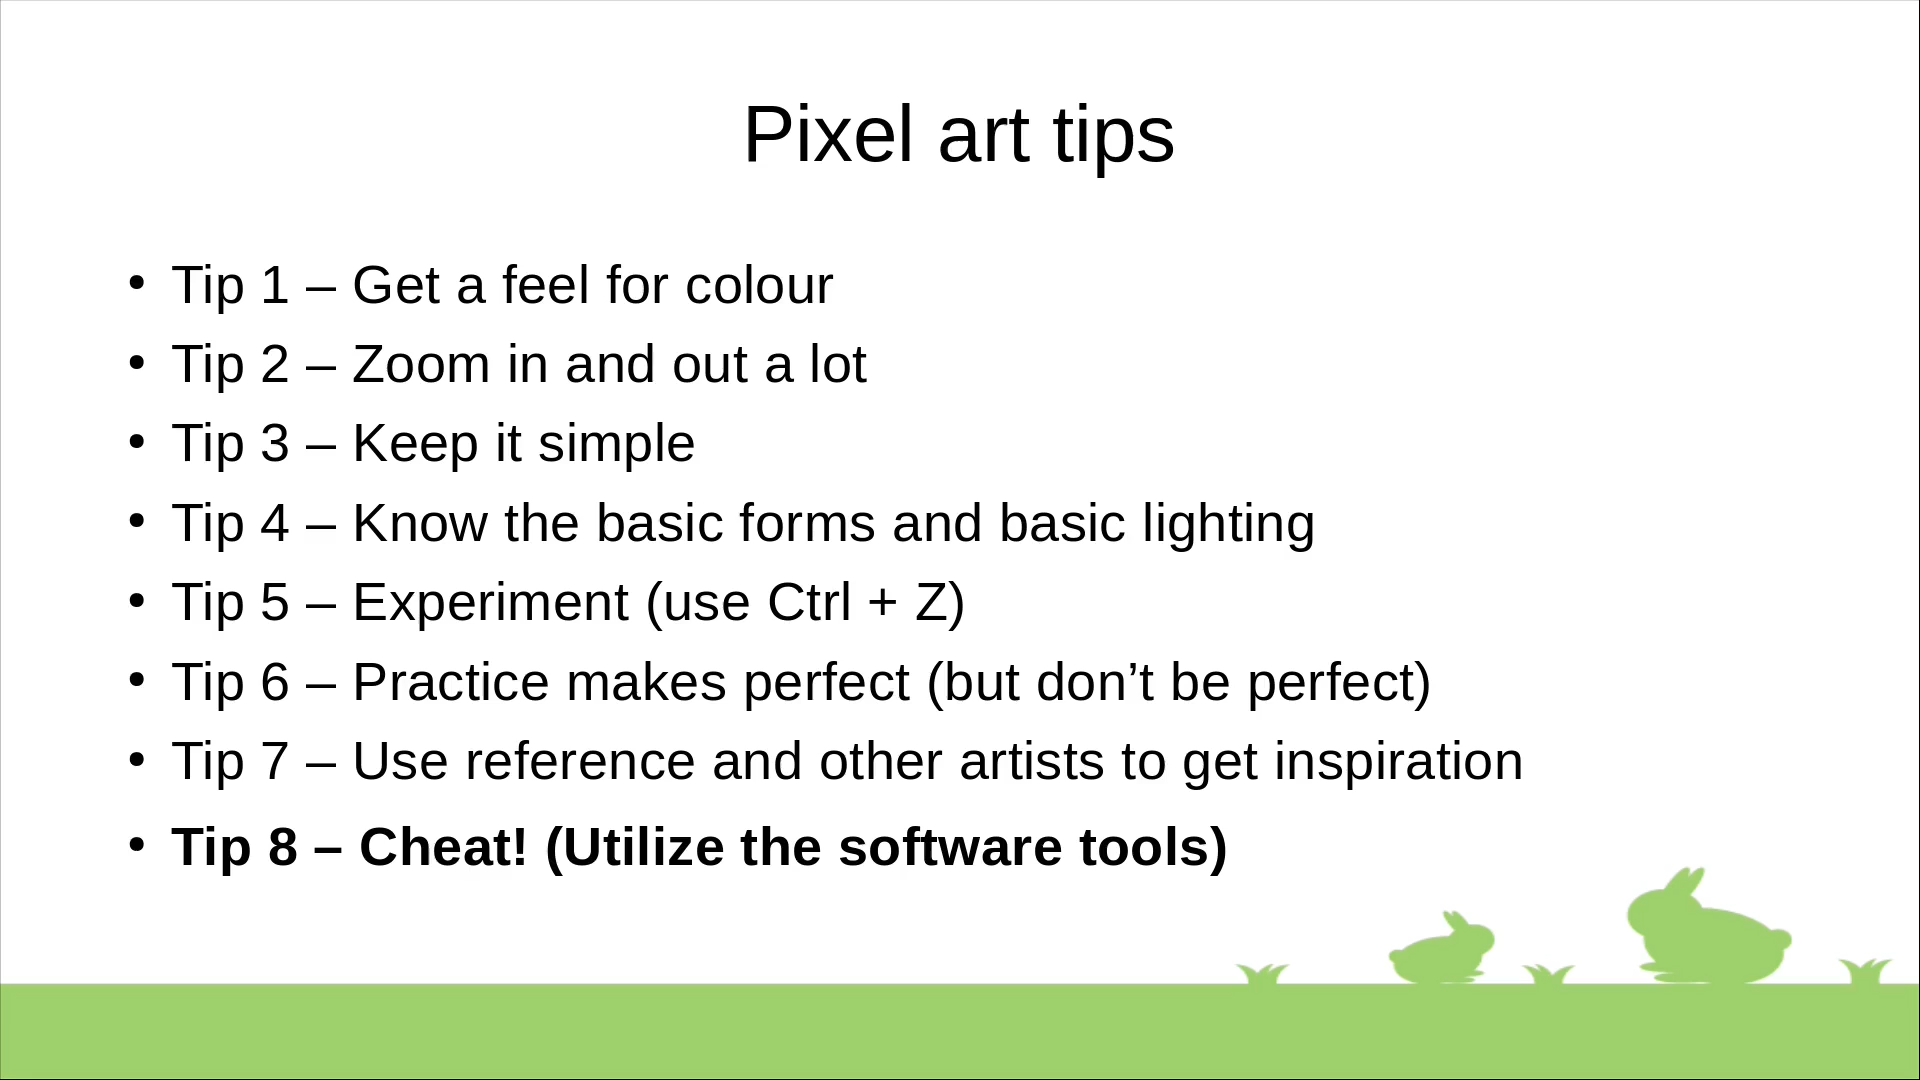 Pixel art tips
• Tip 1 – Get a feel for colour
• Tip 2 – Zoom in and out a lot
• Tip 3 – Keep it simple
• Tip 4 – Know the basic forms and basic lighting
• Tip 5 – Experiment (use Ctrl + Z)
• Tip 6 – Practice makes perfect (but don’t be perfect)
• Tip 7 – Use reference and other artists to get inspiration
• Tip 8 – Cheat! (Utilize the software tools)